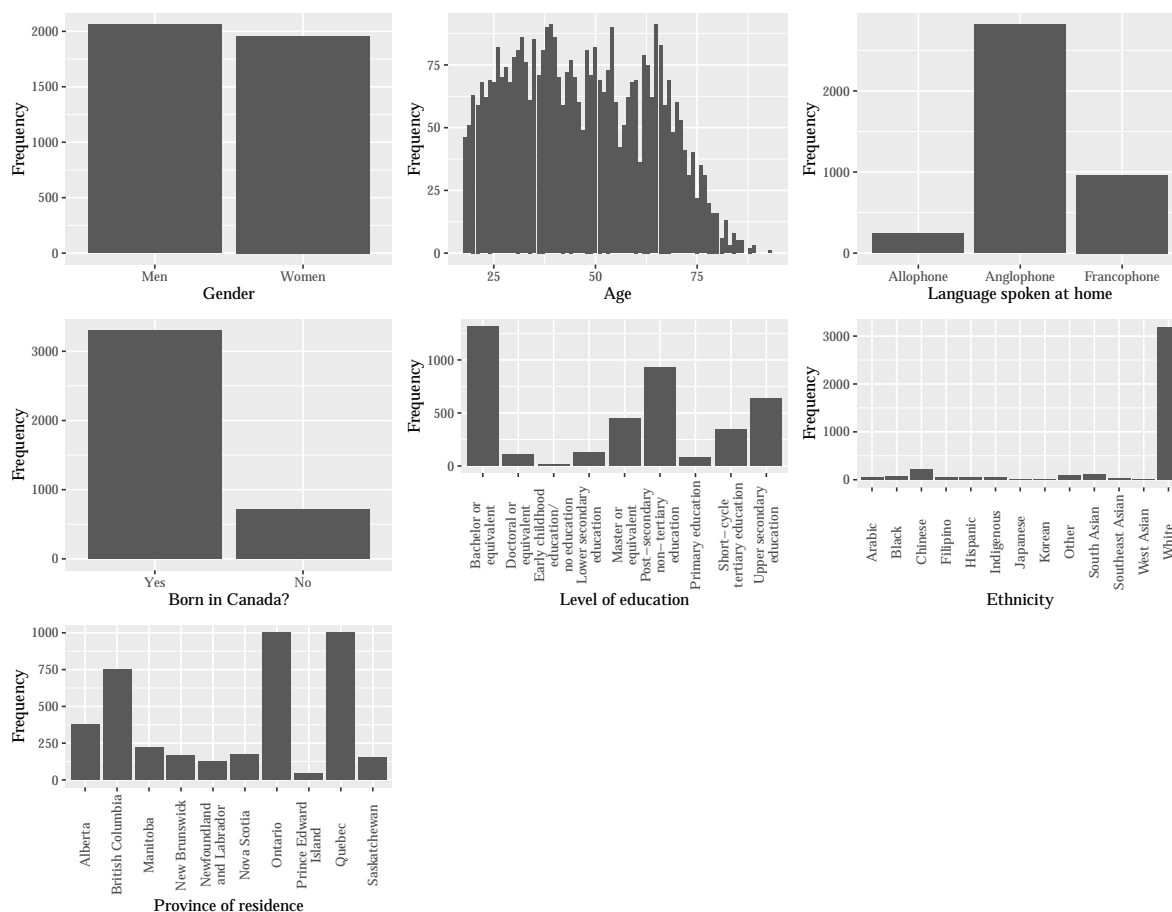 2000
1500
1000
500
0
Frequency
Men
Women
Gender
75
50
25
0
Frequency
25
50
75
Age
2000
1000
0
Frequency
Allophone
Anglophone
Francophone
Language spoken at home
3000
2000
1000
0
Frequency
Yes
No
Born in Canada?
1000
500
0
Frequency
Bachelor or
equivalent
Doctoral or
equivalent
Early childhood
education/
no education
Lower secondary
education
Master or
equivalent
Post−secondary
non−tertiary
education
Primary education
Short−cycle
tertiary education
Upper secondary
education
Level of education
3000
2000
1000
0
Frequency
Arabic
Black
Chinese
Filipino
Hispanic
Indigenous
Japanese
Korean
Other
South Asian
Southeast Asian
West Asian
White
Ethnicity
1000
750
500
250
0
Frequency
Alberta
British Columbia
Manitoba
New Brunswick
Newfoundland
and Labrador
Nova Scotia
Ontario
Prince Edward
Island
Quebec
Saskatchewan
Province of residence